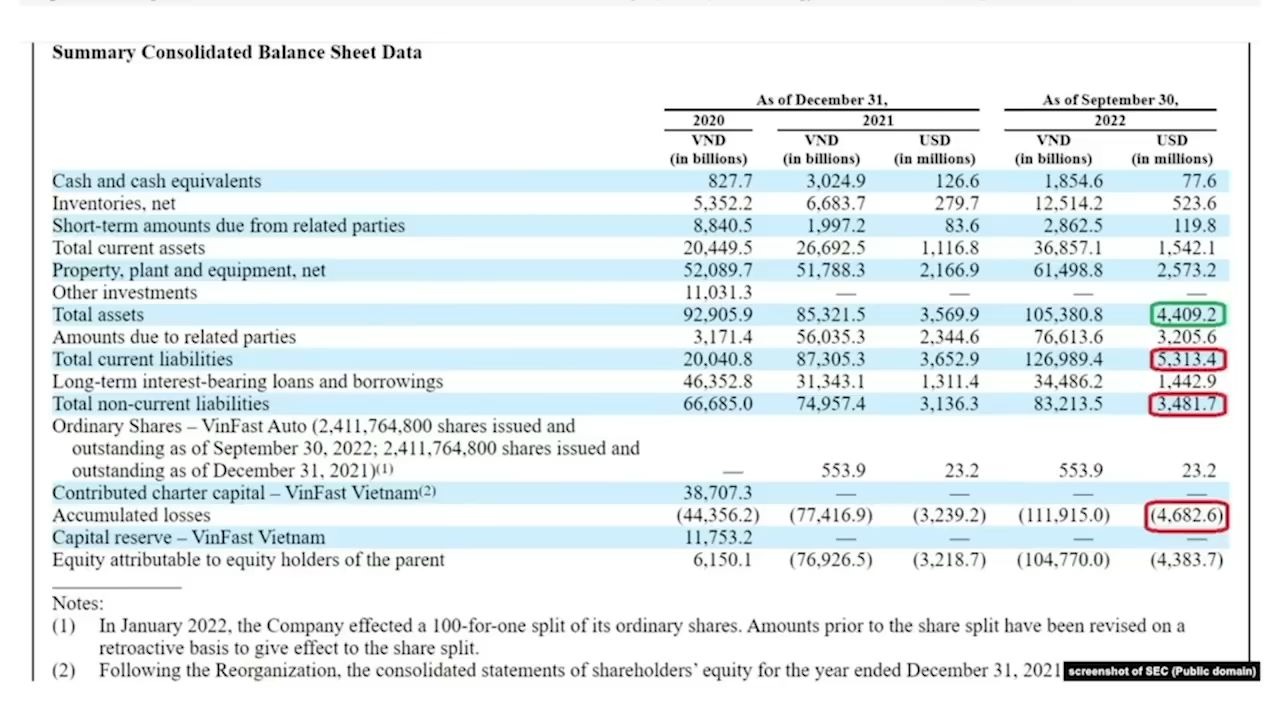 Summary Consolidated Balance Sheet Data
As of December 31, As of September 30,
2020 2021 2022
VND VND USD VND USD
(in billions) (in billions) (in millions) (in billions) (in millions)
Cash and cash equivalents 827.7 3,024.9 126.6 1,854.6 77.6
Inventories, net 5,352.2 6,683.7 279.7 12,514.2 523.6
Short-term amounts due from related parties 8,840.5 1,997.2 83.6 2,862.5 119.8
Total current assets 20,449.5 26,692.5 1,116.8 36,857.1 1,542.1
Property, plant and equipment, net 52,089.7 51,788.3 2,166.9 61,498.8 2,573.2
Other investments 11,031.3 — — — —
Total assets 92,905.9 85,321.5 3,569.9 105,380.8 4,409.2
Amounts due to related parties 3,171.4 56,035.3 2,344.6 76,613.6 3,205.6
Total current liabilities 20,040.8 87,305.3 3,652.9 126,989.4 5,313.4
Long-term interest-bearing loans and borrowings 46,352.8 31,343.1 1,311.4 34,486.2 1,442.9
Total non-current liabilities 66,685.0 74,957.4 3,136.3 83,213.5 3,481.7
Ordinary Shares – VinFast Auto (2,411,764,800 shares issued and
outstanding as of September 30, 2022; 2,411,764,800 shares issued and
outstanding as of December 31, 2021)(1) — 553.9 23.2 553.9 23.2
Contributed charter capital – VinFast Vietnam(2) 38,707.3 — — — —
Accumulated losses (44,356.2) (77,416.9) (3,239.2) (111,915.0) (4,682.6)
Capital reserve – VinFast Vietnam 11,753.2 — — — —
Equity attributable to equity holders of the parent 6,150.1 (76,926.5) (3,218.7) (104,770.0) (4,383.7)
Notes:
(1) In January 2022, the Company effected a 100-for-one split of its ordinary shares. Amounts prior to the share split have been revised on a
retroactive basis to give effect to the share split.
(2) Following the Reorganization, the consolidated statements of shareholders' equity for the year ended December 31, 2021
screenshot of SEC (Public domain)